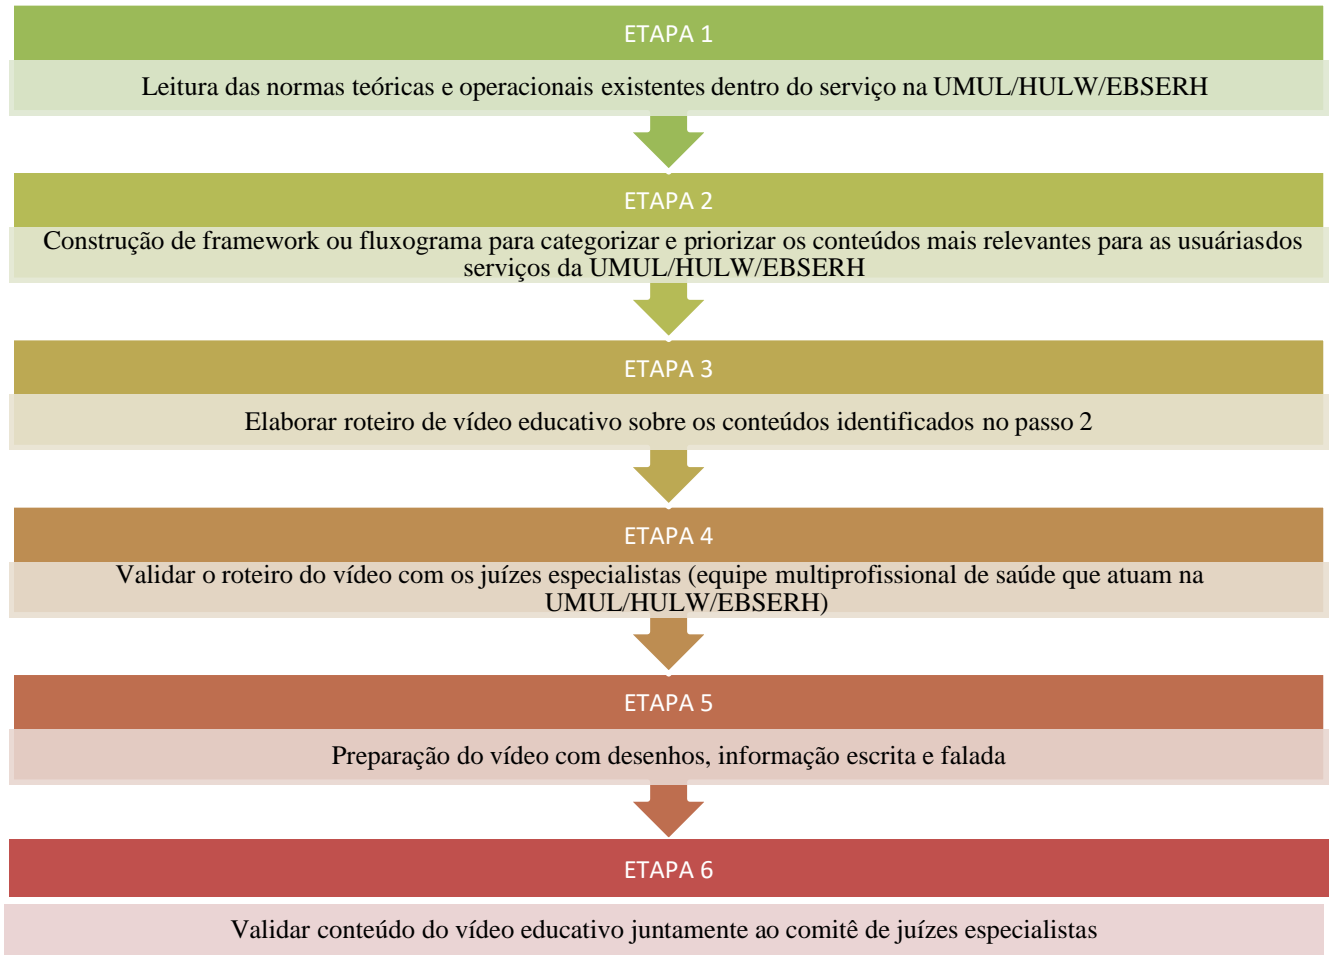 ETAPA 1
Leitura das normas teóricas e operacionais existentes dentro do serviço na UMUL/HULW/EBSERH
ETAPA 2
Construção de framework ou fluxograma para categorizar e priorizar os conteúdos mais relevantes para as usuáriasdos
serviços da UMUL/HULW/EBSERH
ETAPA 3
Elaborar roteiro de vídeo educativo sobre os conteúdos identificados no passo 2
ETAPA 4
Validar o roteiro do vídeo com os juízes especialistas (equipe multiprofissional de saúde que atuam na
UMUL/HULW/EBSERH)
ETAPA 5
Preparação do vídeo com desenhos, informação escrita e falada
ETAPA 6
Validar conteúdo do vídeo educativo juntamente ao comitê de juízes especialistas